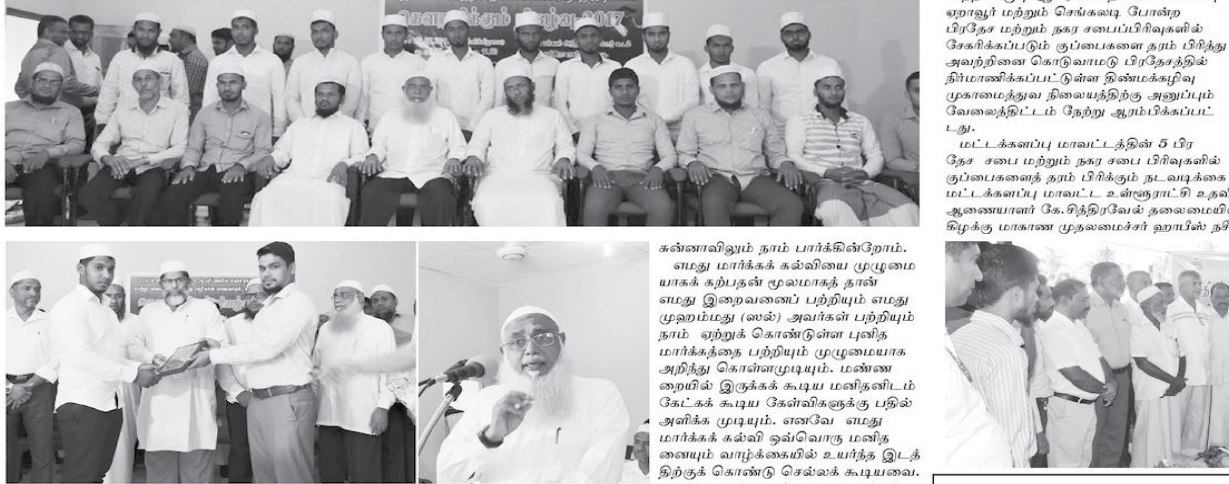 கௌரவிக்கும் நிகழ்வு 2017
சுன்னாவிலும் நாம் பார்க்கின்றோம்.
எமது மார்க்கக் கல்வியை முழுமை
யாகக் கற்பதன் மூலமாகத் தான்
எமது இறைவனைப் பற்றியும் எமது
முஹம்மது (ஸல்) அவர்கள் பற்றியும்
நாம் ஏற்றுக் கொண்டுள்ள புனித
மார்க்கத்தை பற்றியும் முழுமையாக
அறிந்து கொள்ளமுடியும். மண்ண
றையில் இருக்கக் கூடிய மனிதனிடம்
கேட்கக் கூடிய கேள்விகளுக்கு பதில்
அளிக்க முடியும். எனவே எமது
மார்க்கக் கல்வி ஒவ்வொரு மனித
னையும் வாழ்க்கையில் உயர்ந்த இடத்
திற்குக் கொண்டு செல்லக் கூடியவை.
ஏறாவூர் மற்றும் செங்கலடி போன்ற
பிரதேச மற்றும் நகர சபைப்பிரிவுகளில்
சேகரிக்கப்படும் குப்பைகளை தரம் பிரித்து
அவற்றினை கொடுவாமடு பிரதேசத்தில்
நிர்மாணிக்கப்பட்டுள்ள திண்மக்கழிவு
முகாமைத்துவ நிலையத்திற்கு அனுப்பும்
வேலைத்திட்டம் நேற்று ஆரம்பிக்கப்பட்
டது.
மட்டக்களப்பு மாவட்டத்தின் 5 பிர
தேச சபை மற்றும் நகர சபை பிரிவுகளில்
குப்பைகளைத் தரம் பிரிக்கும் நடவடிக்கை
மட்டக்களப்பு மாவட்ட உள்ளூராட்சி உதவி
ஆணையாளர் கே.சித்திரவேல் தலைமையி
கிழக்கு மாகாண முதலமைச்சர் ஹாபிஸ் நசீ